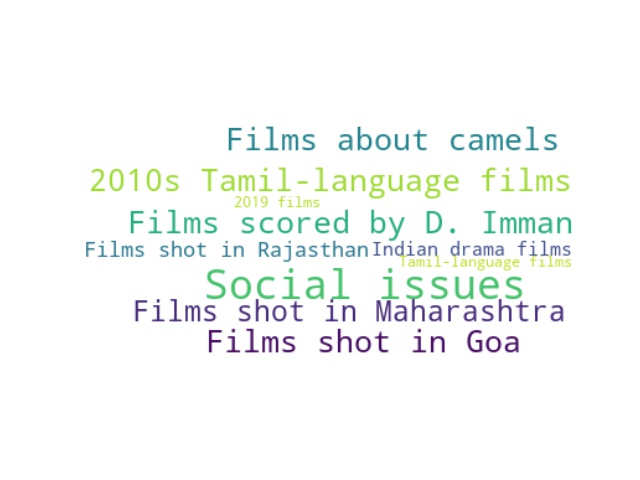 Films about camels
2010s Tamil-language films
2019 films
Films scored by D. Imman
Films shot in Rajasthan
Indian drama films
Tamil-language films
Social issues
Films shot in Maharashtra
Films shot in Goa